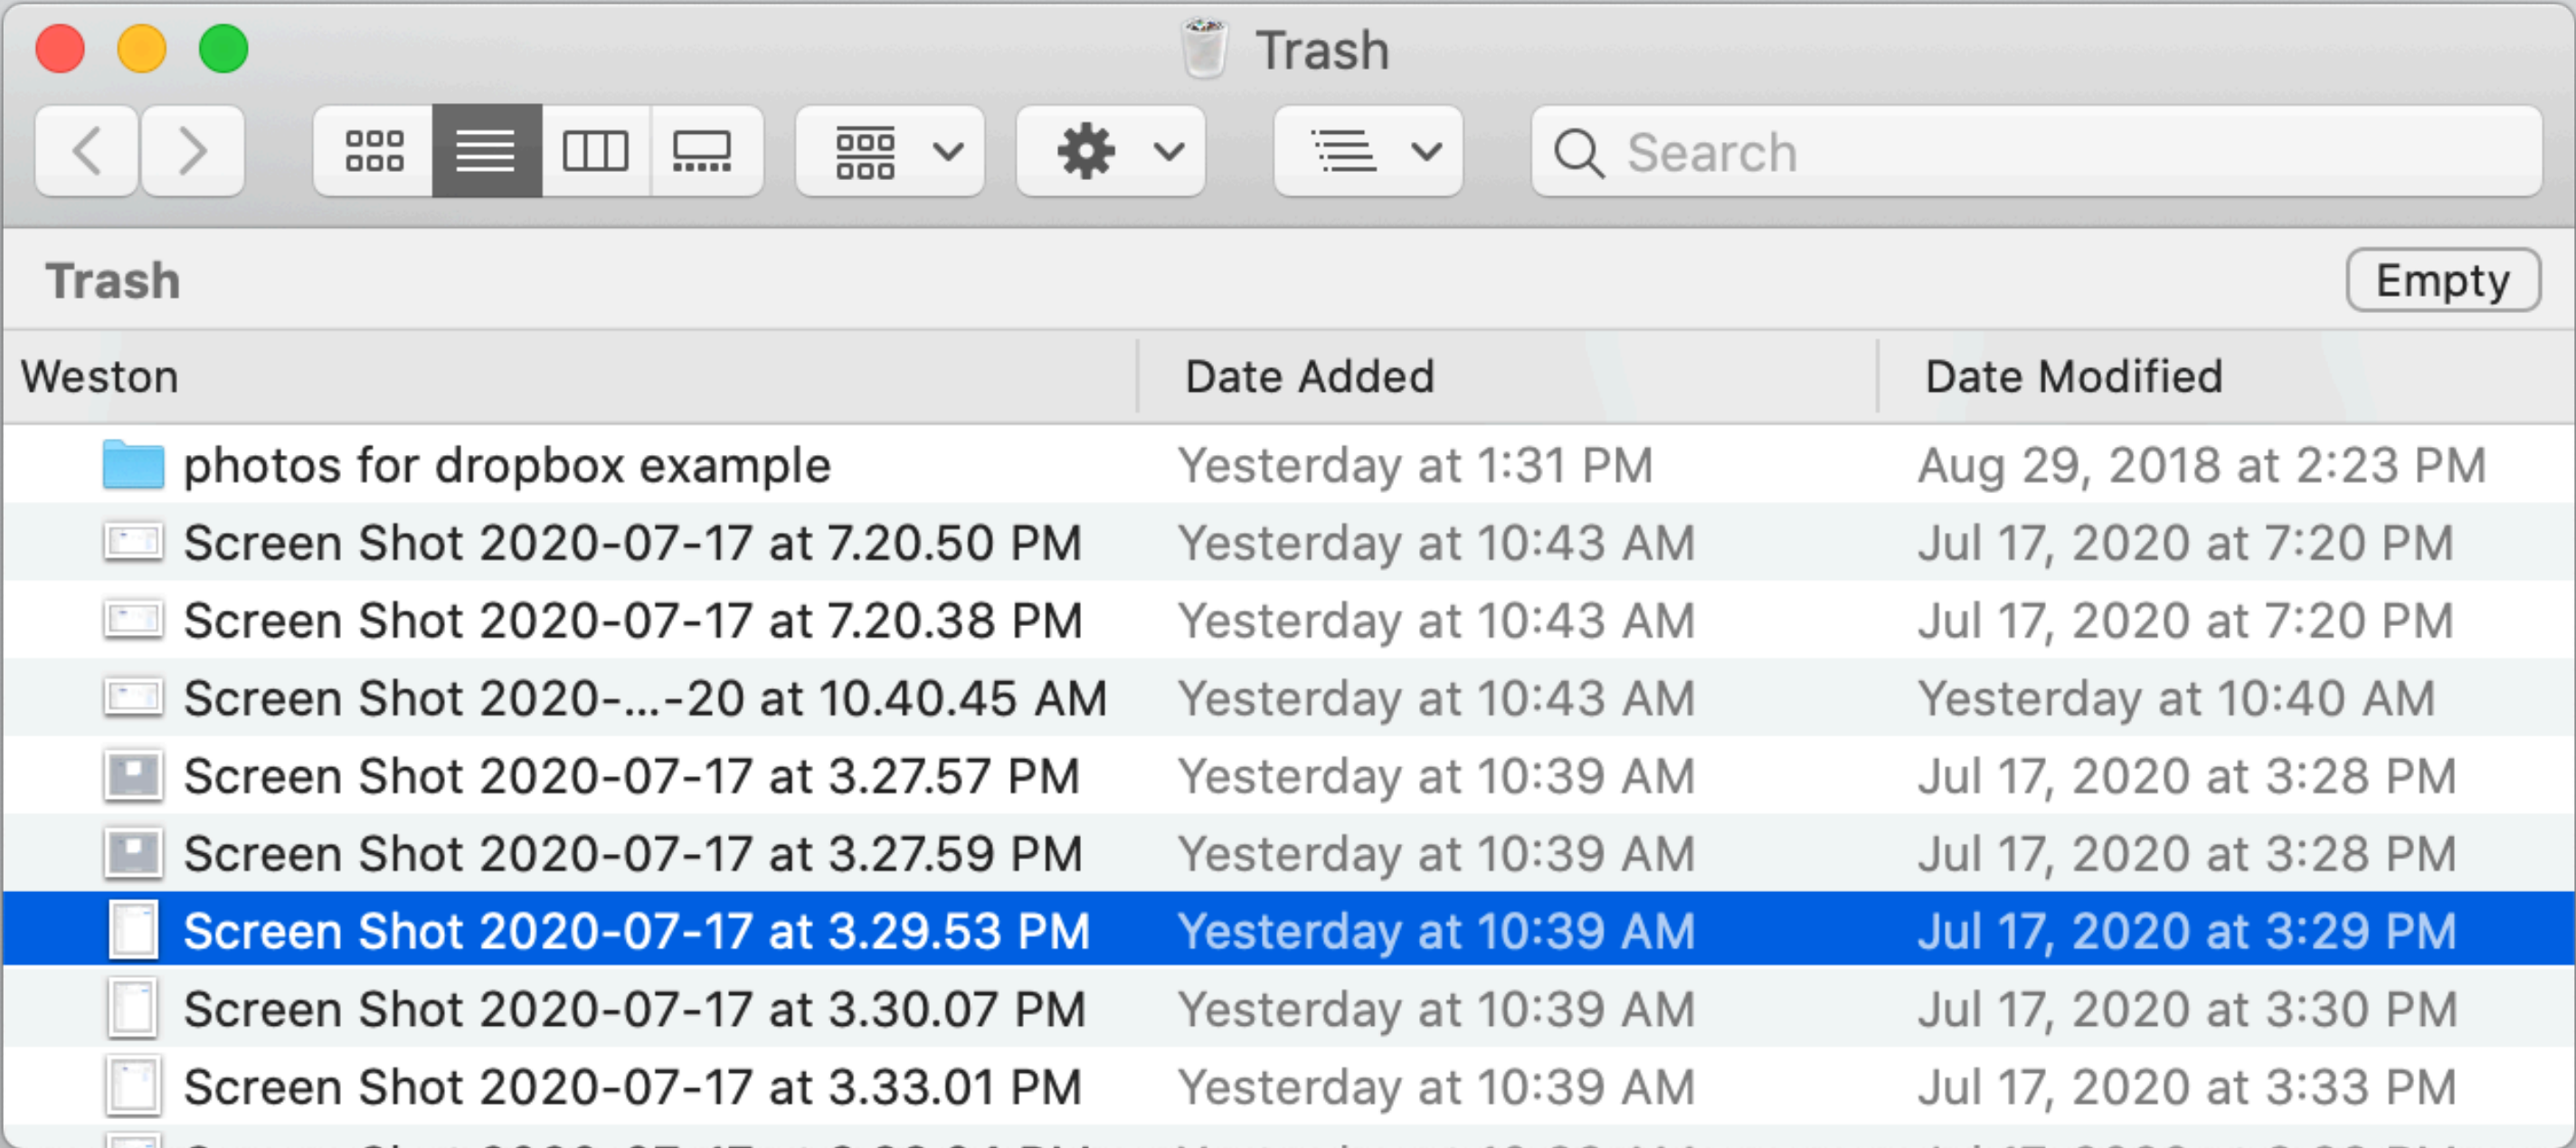 Trash
Search
Trash Empty
Weston Date Added Date Modified
photos for dropbox example Yesterday at 1:31 PM Aug 29, 2018 at 2:23 PM
Screen Shot 2020-07-17 at 7.20.50 PM Yesterday at 10:43 AM Jul 17, 2020 at 7:20 PM
Screen Shot 2020-07-17 at 7.20.38 PM Yesterday at 10:43 AM Jul 17, 2020 at 7:20 PM
Screen Shot 2020-...-20 at 10.40.45 AM Yesterday at 10:43 AM Yesterday at 10:40 AM
Screen Shot 2020-07-17 at 3.27.57 PM Yesterday at 10:39 AM Jul 17, 2020 at 3:28 PM
Screen Shot 2020-07-17 at 3.27.59 PM Yesterday at 10:39 AM Jul 17, 2020 at 3:28 PM
Screen Shot 2020-07-17 at 3.29.53 PM Yesterday at 10:39 AM Jul 17, 2020 at 3:29 PM
Screen Shot 2020-07-17 at 3.30.07 PM Yesterday at 10:39 AM Jul 17, 2020 at 3:30 PM
Screen Shot 2020-07-17 at 3.33.01 PM Yesterday at 10:39 AM Jul 17, 2020 at 3:33 PM